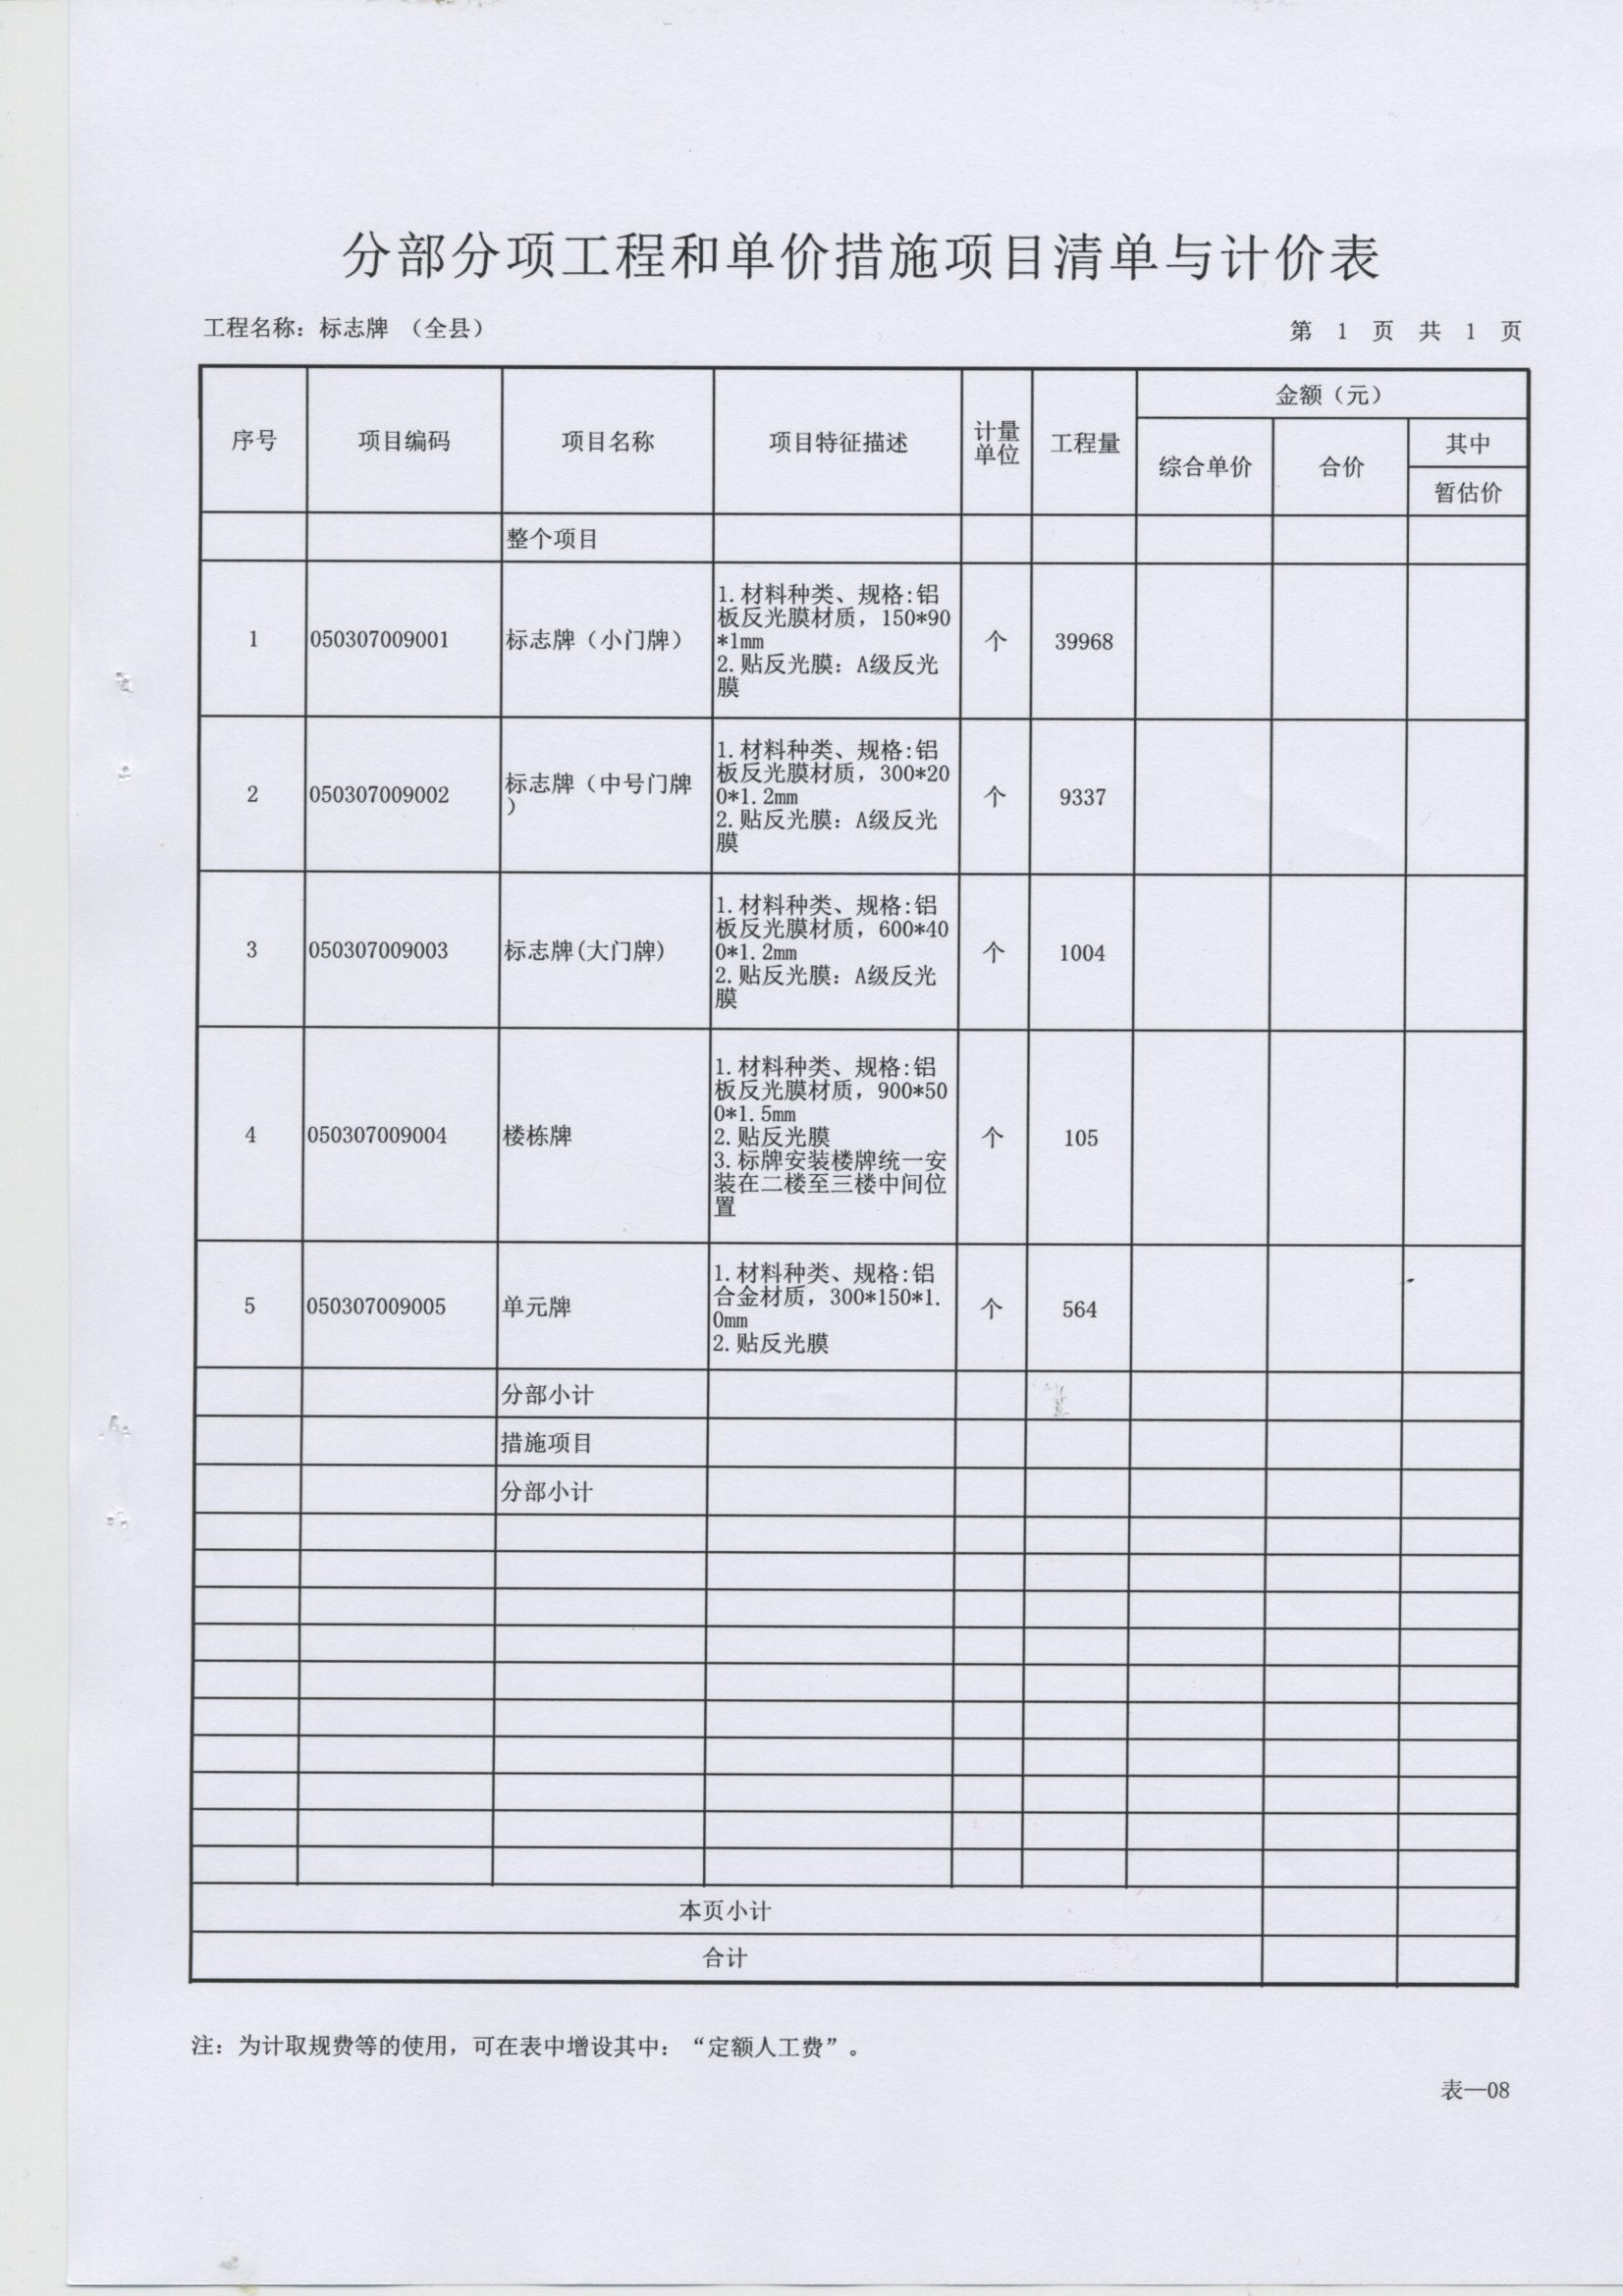 分部分项工程和单价措施项目清单与计价表
工程名称：标志牌 （全县）
第 1 页 共 1 页
序号
项目编码
项目名称
项目特征描述
计量
单位
工程量
金额（元）
综合单价
合价
其中
暂估价
整个项目
1
050307009001
标志牌（小门牌）
1.材料种类、规格:铝
板反光膜材质，150*90
*1mm
2.贴反光膜：A级反光
膜
个
39968
2
050307009002
标志牌（中号门牌
）
1.材料种类、规格:铝
板反光膜材质，300*20
0*1.2mm
2.贴反光膜：A级反光
膜
个
9337
3
050307009003
标志牌(大门牌)
1.材料种类、规格:铝
板反光膜材质，600*40
0*1.2mm
2.贴反光膜：A级反光
膜
个
1004
4
050307009004
楼栋牌
1.材料种类、规格:铝
板反光膜材质，900*50
0*1.5mm
2.贴反光膜
3.标牌安装楼牌统一安
装在二楼至三楼中间位
置
个
105
5
050307009005
单元牌
1.材料种类、规格:铝
合金材质，300*150*1.
0mm
2.贴反光膜
个
564
分部小计
措施项目
分部小计
本页小计
合计
注：为计取规费等的使用，可在表中增设其中：“定额人工费”。
表—08